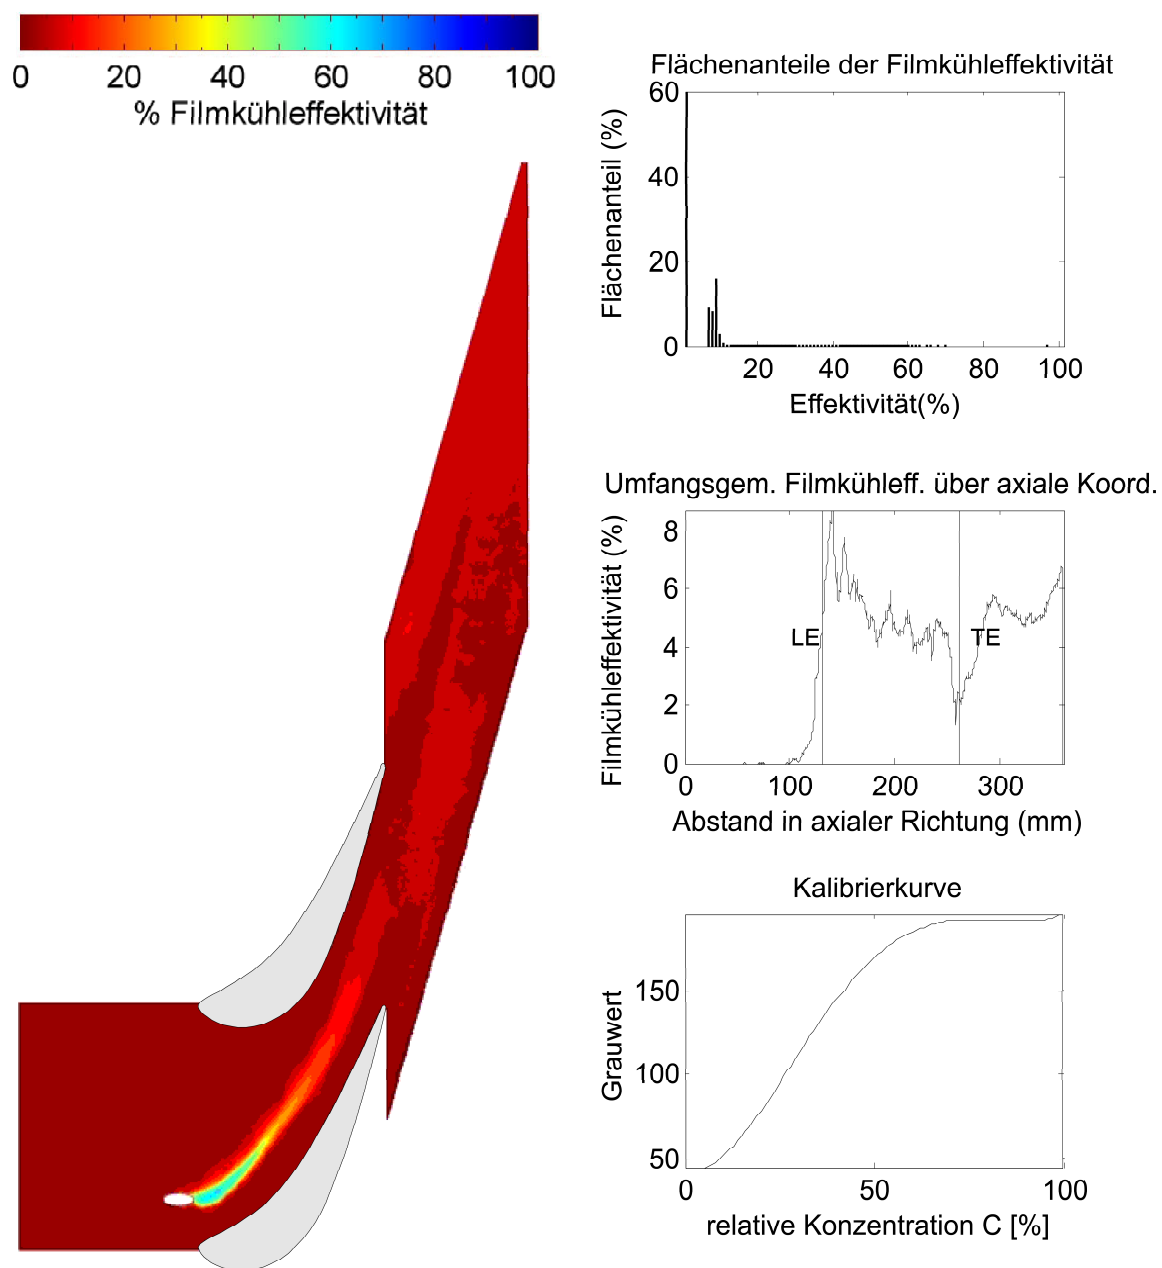 0 20 40 60 80 100
% Filmkühleffektivität
Flächenanteile der Filmkühleffektivität
Flächenanteil (%)
60
40
20
0
20 40 60 80 100
Effektivität(%)
Umfangsgem. Filmkühleff. über axiale Koord.
Filmkühleffektivität (%)
8
6
4
2
0
LE TE
0 100 200 300
Abstand in axialer Richtung (mm)
Kalibrierkurve
Grauwert
150
100
50
0 50 100
relative Konzentration C [%]